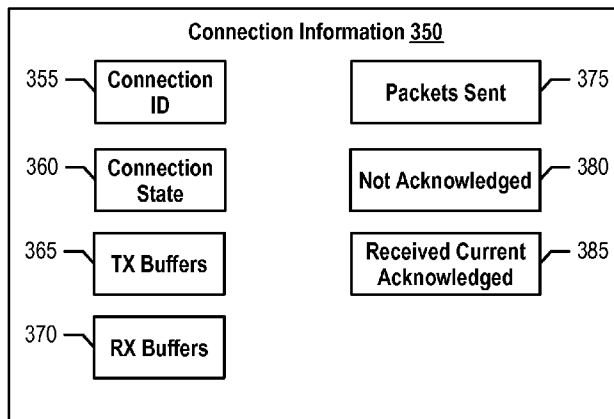 Connection Information 350
355
Connection
ID
360
Connection
State
365
TX Buffers
370
RX Buffers
Packets Sent
375
Not Acknowledged
380
Received Current
Acknowledged
385